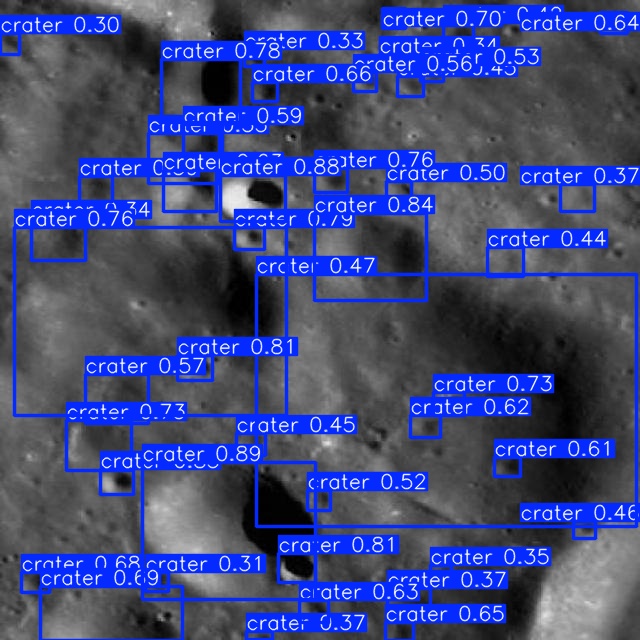 crater 0.30
crater 0.70
crater 0.64
crater 0.33
crater 0.78
crater 0.34
crater 0.53
crater 0.56
crater 0.66
crater 0.59
crater 0.76
crater 0.88
crater 0.50
crater 0.37
crater 0.84
crater 0.76
crater 0.79
crater 0.44
crater 0.47
crater 0.81
crater 0.57
crater 0.73
crater 0.62
crater 0.73
crater 0.45
crater 0.61
crater 0.89
crater 0.52
crater 0.46
crater 0.81
crater 0.35
crater 0.68
crater 0.31
crater 0.69
crater 0.37
crater 0.63
crater 0.65
crater 0.37